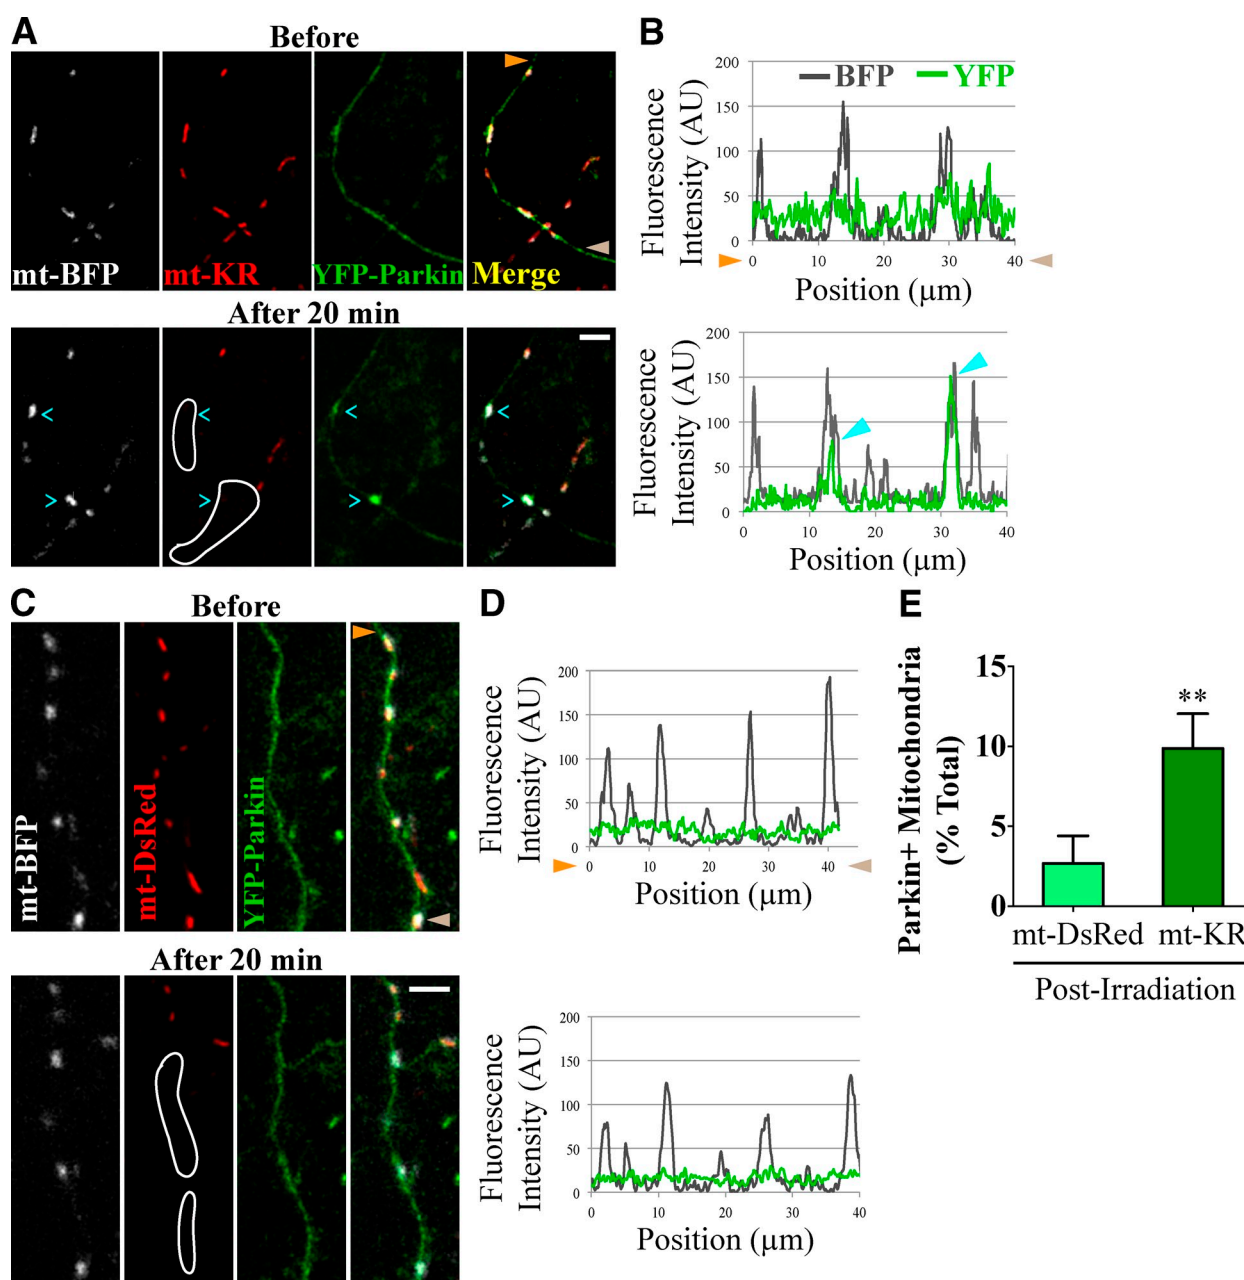 A
Before
mt-BFP
mt-KR
YFP-Parkin
Merge
After 20 min
B
BFP
YFP
Fluorescence
Intensity (AU)
200
150
100
50
0
0 10 20 30 40
Position (µm)
Fluorescence
Intensity (AU)
200
150
100
50
0
0 10 20 30 40
Position (µm)
C
Before
mt-BFP
mt-DsRed
YFP-Parkin
After 20 min
D
Fluorescence
Intensity (AU)
200
150
100
50
0
0 10 20 30 40
Position (µm)
Fluorescence
Intensity (AU)
200
150
100
50
0
0 10 20 30 40
Position (µm)
E
Parkin+ Mitochondria
(% Total)
15
10
5
0
**
mt-DsRed mt-KR
Post-Irradiation